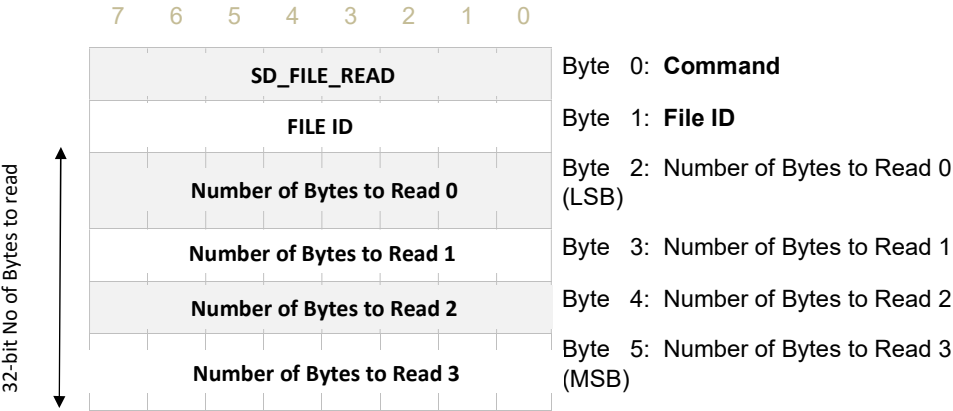 7 6 5 4 3 2 1 0
SD_FILE_READ
Byte 0: Command
FILE ID
Byte 1: File ID
32-bit No of Bytes to read
Number of Bytes to Read 0
Byte 2: Number of Bytes to Read 0
(LSB)
Number of Bytes to Read 1
Byte 3: Number of Bytes to Read 1
Number of Bytes to Read 2
Byte 4: Number of Bytes to Read 2
Number of Bytes to Read 3
Byte 5: Number of Bytes to Read 3
(MSB)